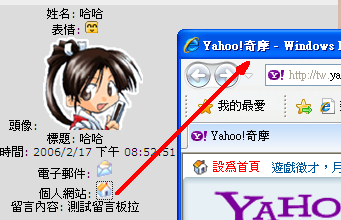 姓名: 哈哈
表情:
頭像:
標題: 哈哈
時間: 2006/2/17 下午 08:52:51
電子郵件:
個人網站:
留言內容: 測試留言板拉
Yahoo!奇摩 - Windows
http://tw.
我的最愛
Yahoo!奇摩
設為首頁 遊戲徵才,
YAHOO